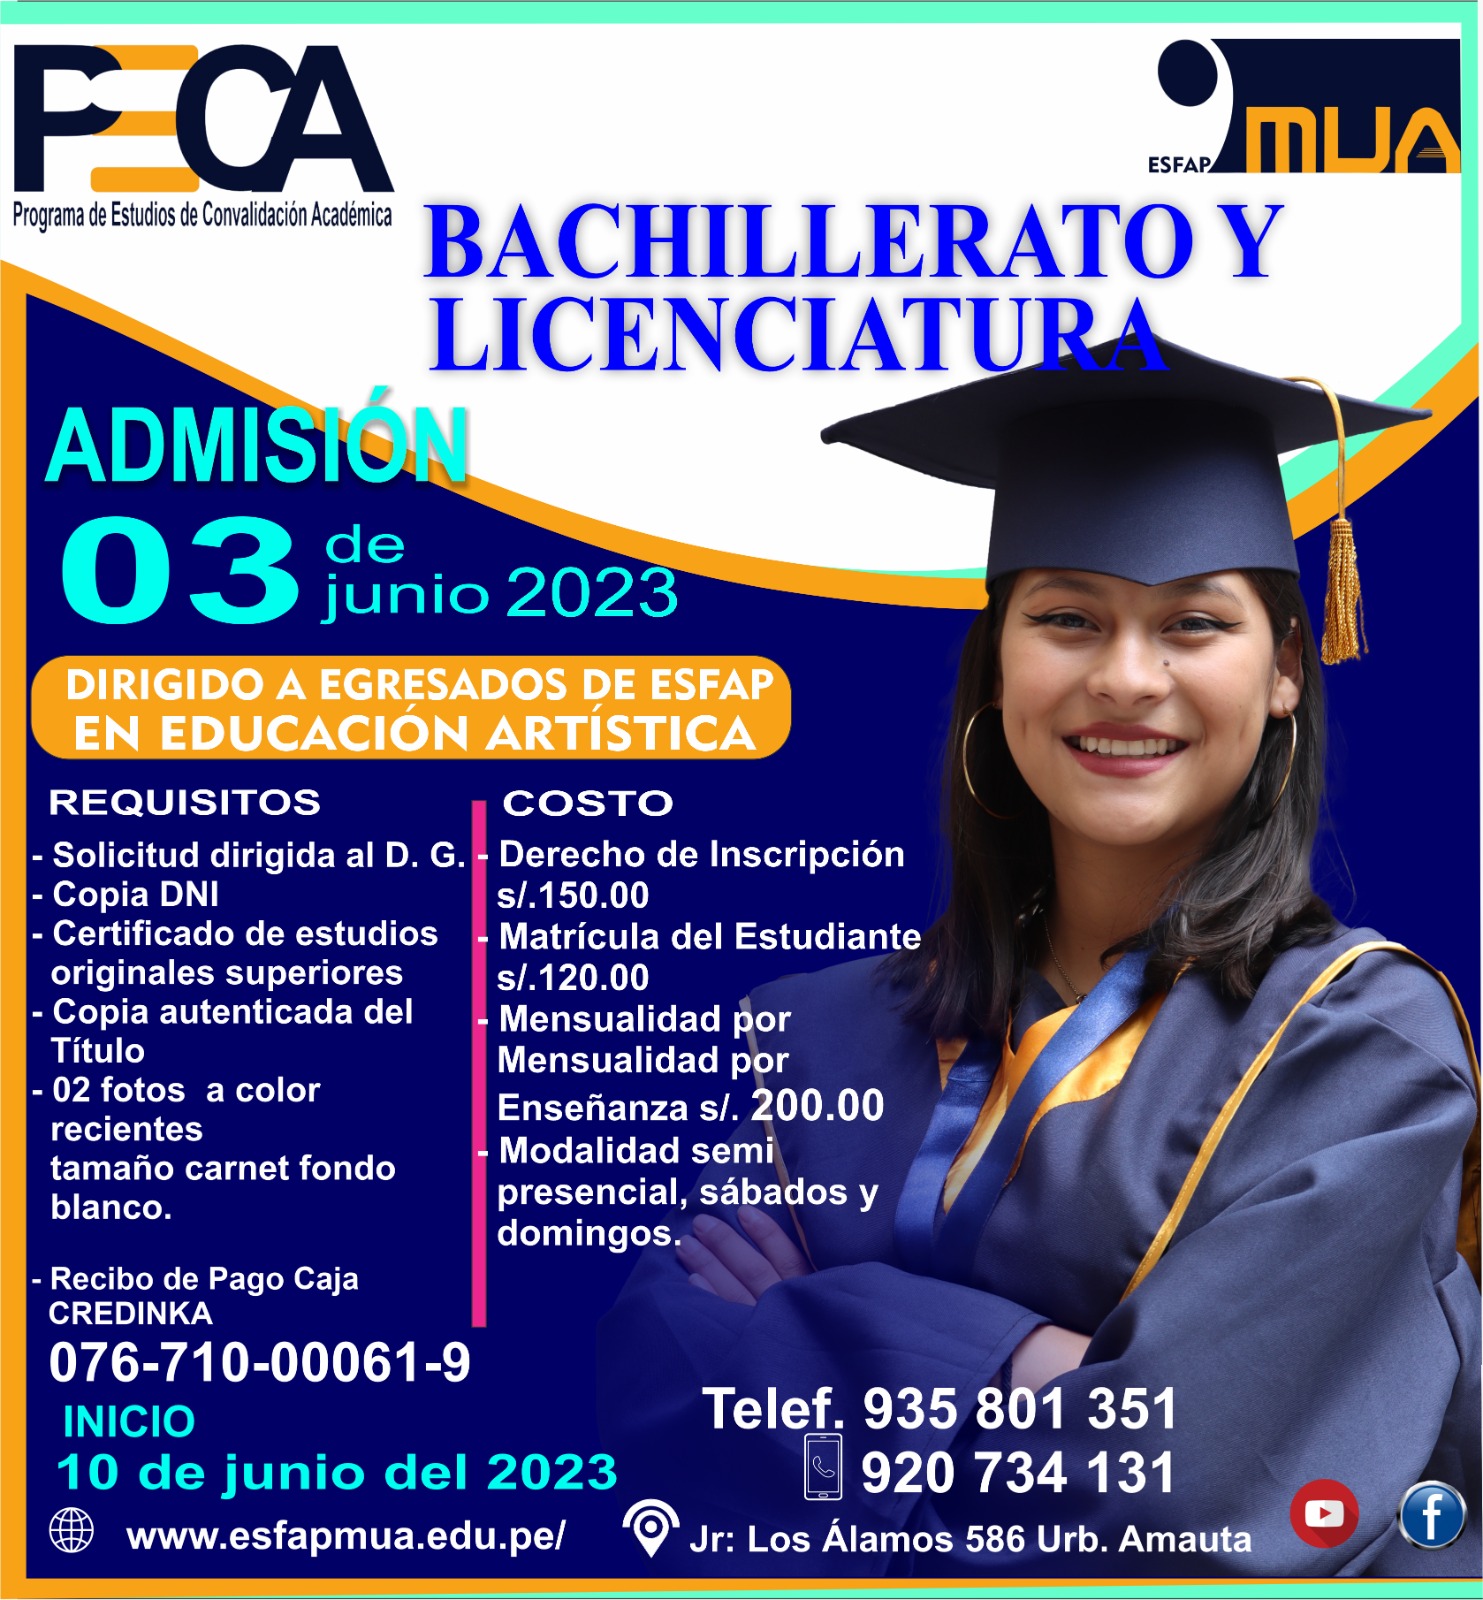 PECA
Programa de Estudios de Convalidación Académica
ESFAP MUA
BACHILLERATO Y
LICENCIATURA
ADMISIÓN
03 de
junio 2023
DIRIGIDO A EGRESADOS DE ESFAP
EN EDUCACIÓN ARTÍSTICA
REQUISITOS
- Solicitud dirigida al D. G.
- Copia DNI
- Certificado de estudios
originales superiores
- Copia autenticada del
Título
- 02 fotos a color
recientes
tamaño carnet fondo
blanco.
- Recibo de Pago Caja
CREDINKA
076-710-00061-9
COSTO
- Derecho de Inscripción
s/.150.00
- Matrícula del Estudiante
s/.120.00
- Mensualidad por
Mensualidad por
Enseñanza s/. 200.00
- Modalidad semi
presencial, sábados y
domingos.
INICIO
10 de junio del 2023
Telef. 935 801 351
920 734 131
www.esfapmua.edu.pe/
Jr: Los Álamos 586 Urb. Amauta
f